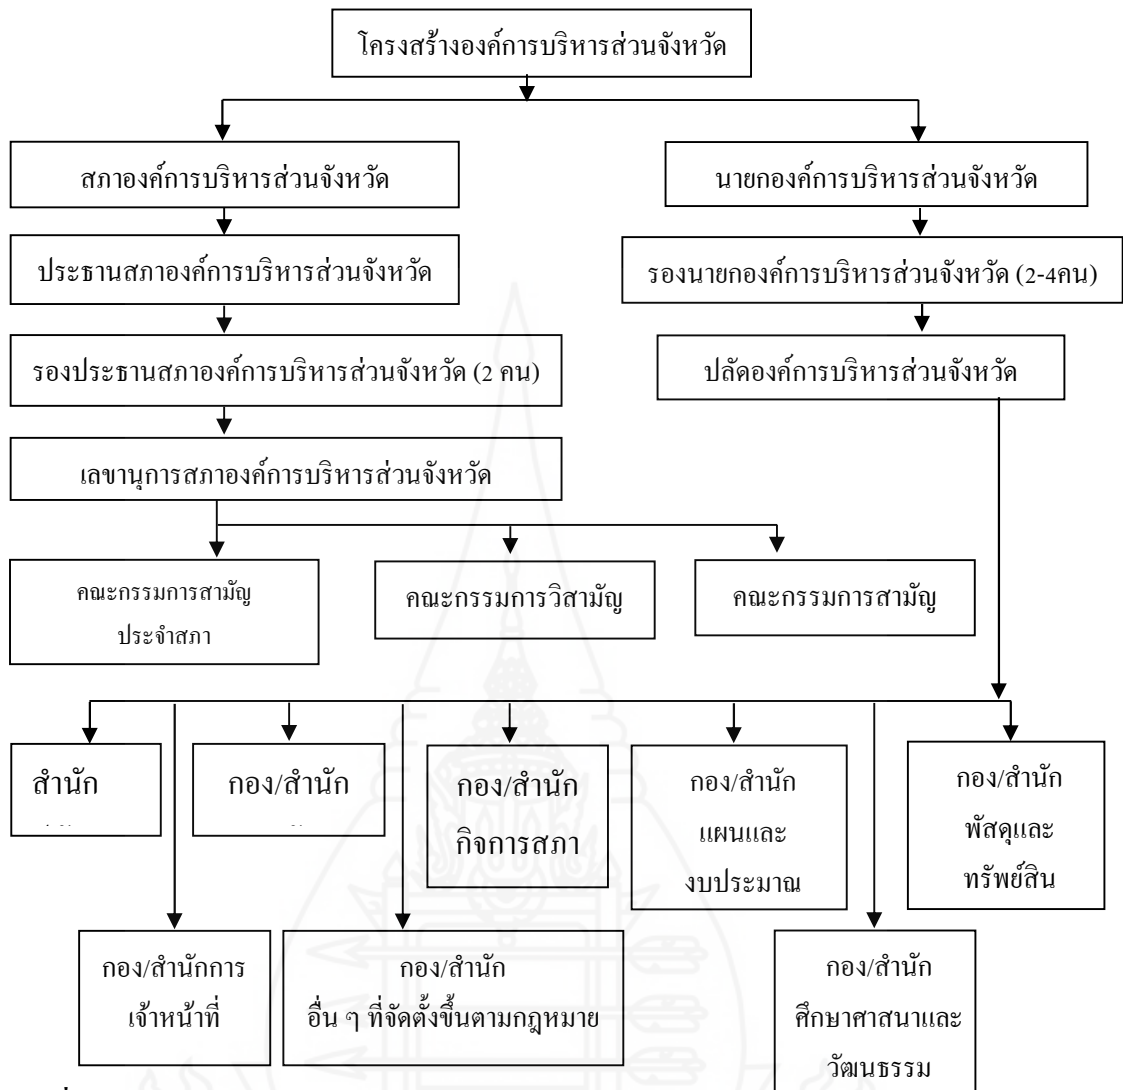 โครงสร้างองค์การบริหารส่วนจังหวัด
สภาองค์การบริหารส่วนจังหวัด
นายกองค์การบริหารส่วนจังหวัด
ประธานสภาองค์การบริหารส่วนจังหวัด
รองนายกองค์การบริหารส่วนจังหวัด (2-4คน)
รองประธานสภาองค์การบริหารส่วนจังหวัด (2 คน)
ปลัดองค์การบริหารส่วนจังหวัด
เลขานุการสภาองค์การบริหารส่วนจังหวัด
คณะกรรมการสามัญ
ประจำสภา
คณะกรรมการวิสามัญ
คณะกรรมการสามัญ
สำนัก
กอง/สำนัก
กอง/สำนัก
กิจการสภา
กอง/สำนัก
แผนและ
งบประมาณ
กอง/สำนัก
พัสดุและ
ทรัพย์สิน
กอง/สำนักการ
เจ้าหน้าที่
กอง/สำนัก
อื่น ๆ ที่จัดตั้งขึ้นตามกฎหมาย
กอง/สำนัก
ศึกษาศาสนาและ
วัฒนธรรม